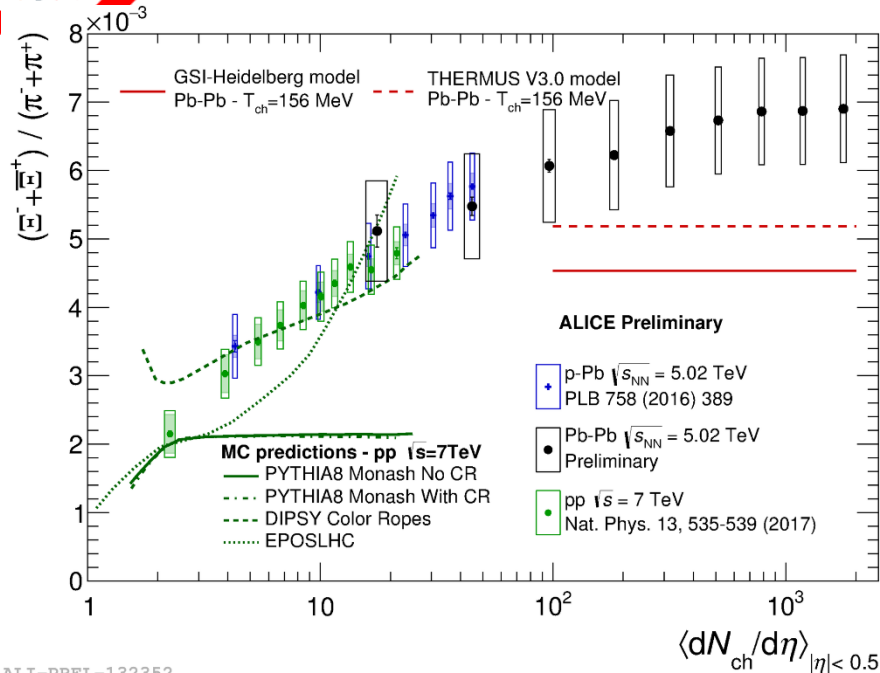 8 ×10⁻³
7
6
5
4
3
2
1
0
(Ξ⁻+Ξ̅⁺) / (π⁻+π⁺)
GSI-Heidelberg model
Pb-Pb - T_ch=156 MeV
THERMUS V3.0 model
Pb-Pb - T_ch=156 MeV
ALICE Preliminary
p-Pb √s_NN = 5.02 TeV
PLB 758 (2016) 389
Pb-Pb √s_NN = 5.02 TeV
Preliminary
pp √s = 7 TeV
Nat. Phys. 13, 535-539 (2017)
MC predictions - pp √s=7TeV
PYTHIA8 Monash No CR
PYTHIA8 Monash With CR
DIPSY Color Ropes
EPOSLHC
1 10 10² 10³
⟨dN_ch/dη⟩_|η|< 0.5
ALI-PREL-132352